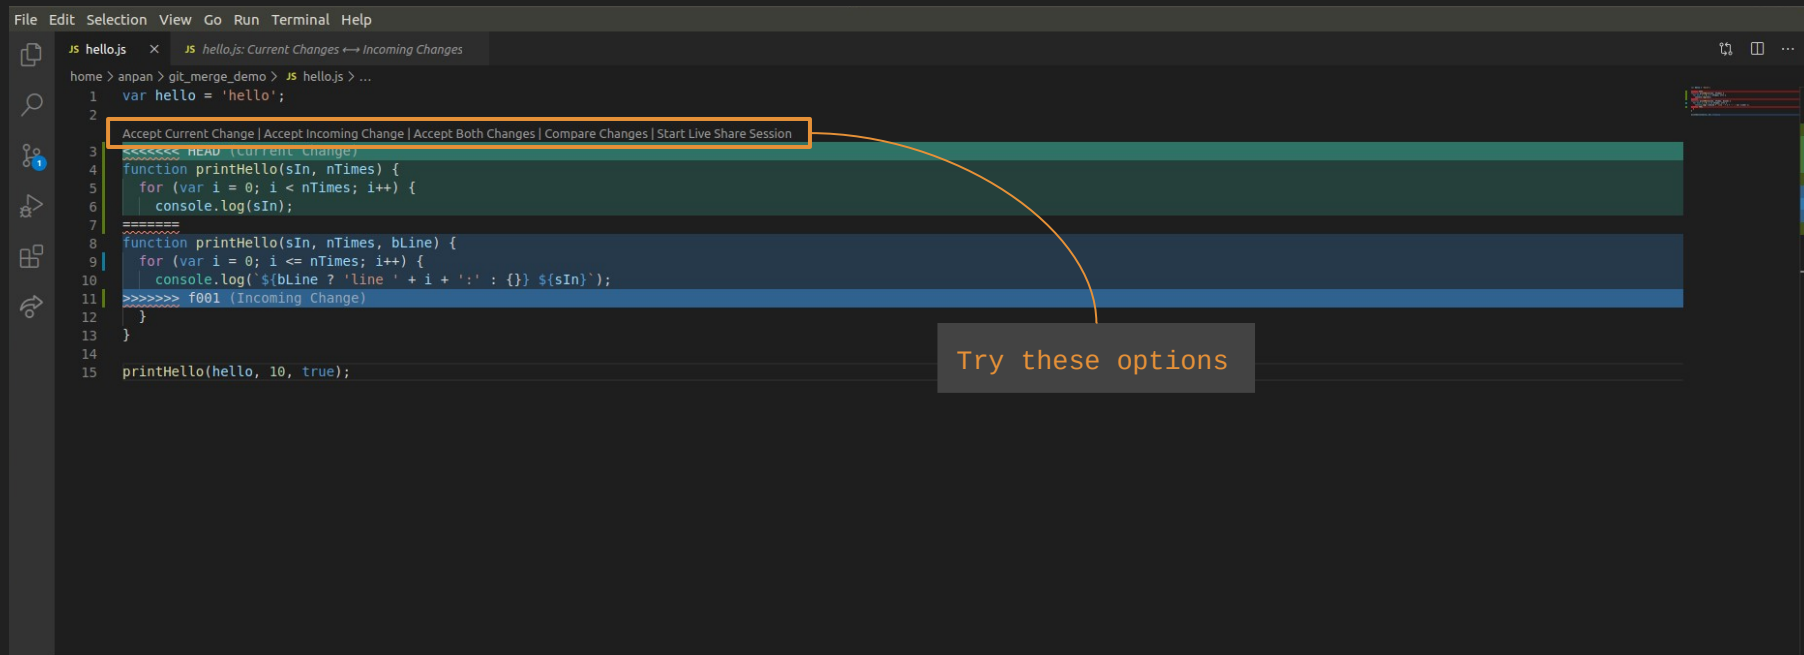 File Edit Selection View Go Run Terminal Help
JS hello.js × JS hello.js: Current Changes ⟷ Incoming Changes
home > anpan > git_merge_demo > JS hello.js > ...
1 var hello = 'hello';
2
Accept Current Change | Accept Incoming Change | Accept Both Changes | Compare Changes | Start Live Share Session
3 <<<<<<< HEAD (Current Change)
4 function printHello(sIn, nTimes) {
5 for (var i = 0; i < nTimes; i++) {
6 console.log(sIn);
7 =======
8 function printHello(sIn, nTimes, bLine) {
9 for (var i = 0; i <= nTimes; i++) {
10 console.log(`${bLine ? 'line ' + i + ':' : {}} ${sIn}`);
11 >>>>>>> f001 (Incoming Change)
12 }
13 }
14
15 printHello(hello, 10, true);
1
Try these options